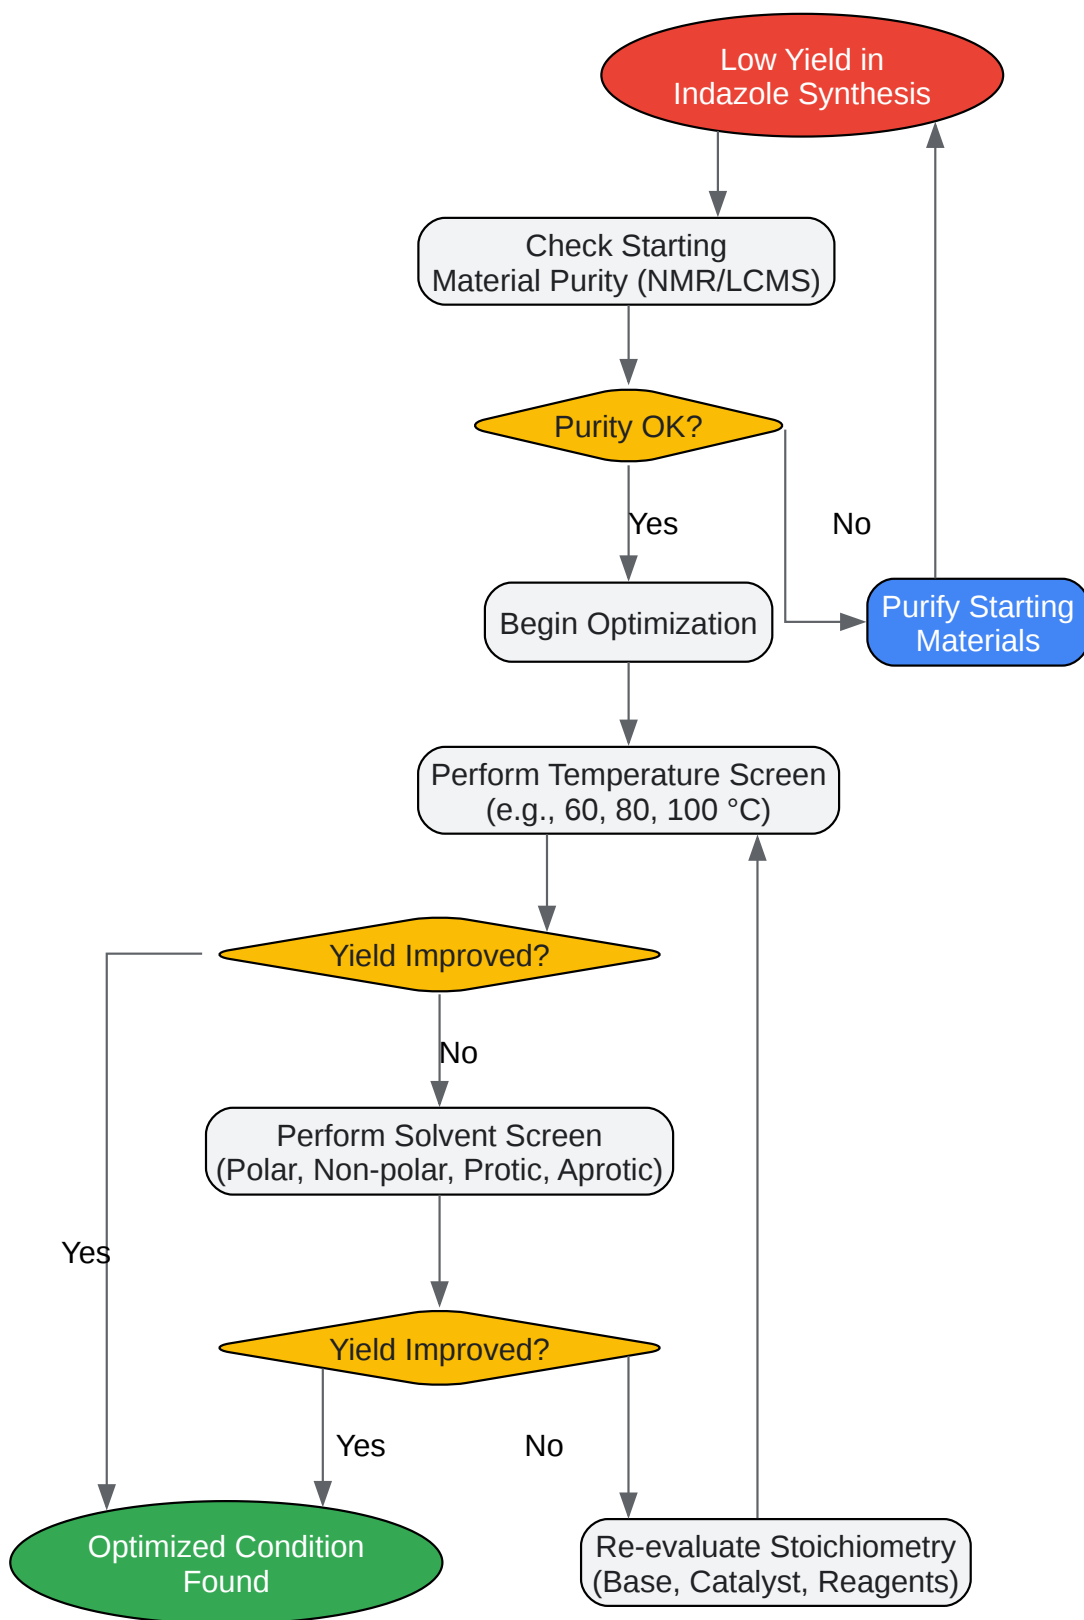 Low Yield in
Indazole Synthesis
Check Starting
Material Purity (NMR/LCMS)
Purity OK?
Yes
No
Begin Optimization
Purify Starting
Materials
Perform Temperature Screen
(e.g., 60, 80, 100 °C)
Yield Improved?
No
Perform Solvent Screen
(Polar, Non-polar, Protic, Aprotic)
Yes
Yield Improved?
Yes
No
Optimized Condition
Found
Re-evaluate Stoichiometry
(Base, Catalyst, Reagents)